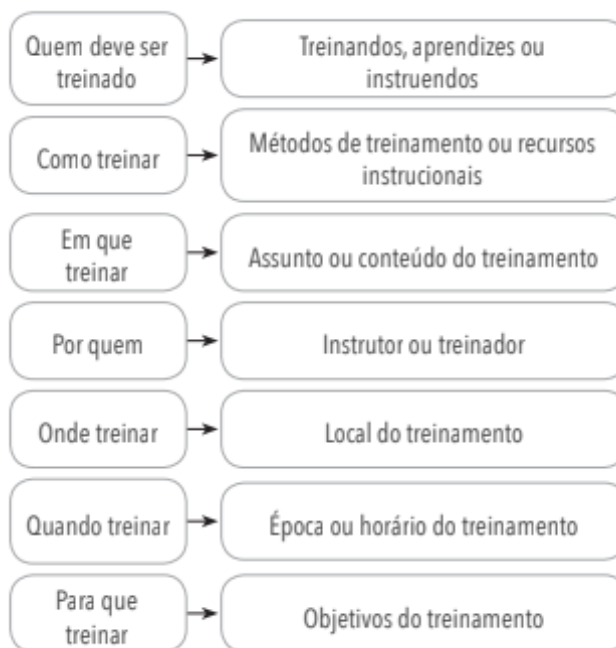 Quem deve ser
treinado
Treinandos, aprendizes ou
instruendos
Como treinar
Métodos de treinamento ou recursos
instrucionais
Em que
treinar
Assunto ou conteúdo do treinamento
Por quem
Instrutor ou treinador
Onde treinar
Local do treinamento
Quando treinar
Época ou horário do treinamento
Para que
treinar
Objetivos do treinamento